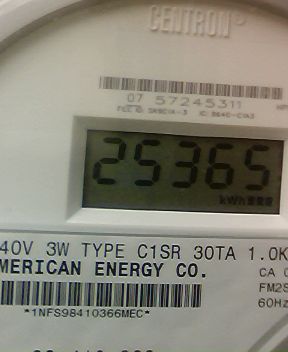 CENTRON®
07 57245311
25365
kWh
40V 3W TYPE C1SR 30TA 1.0K
MERICAN ENERGY CO.
CA
FM2S
60Hz
*1NFS98410366MEC*